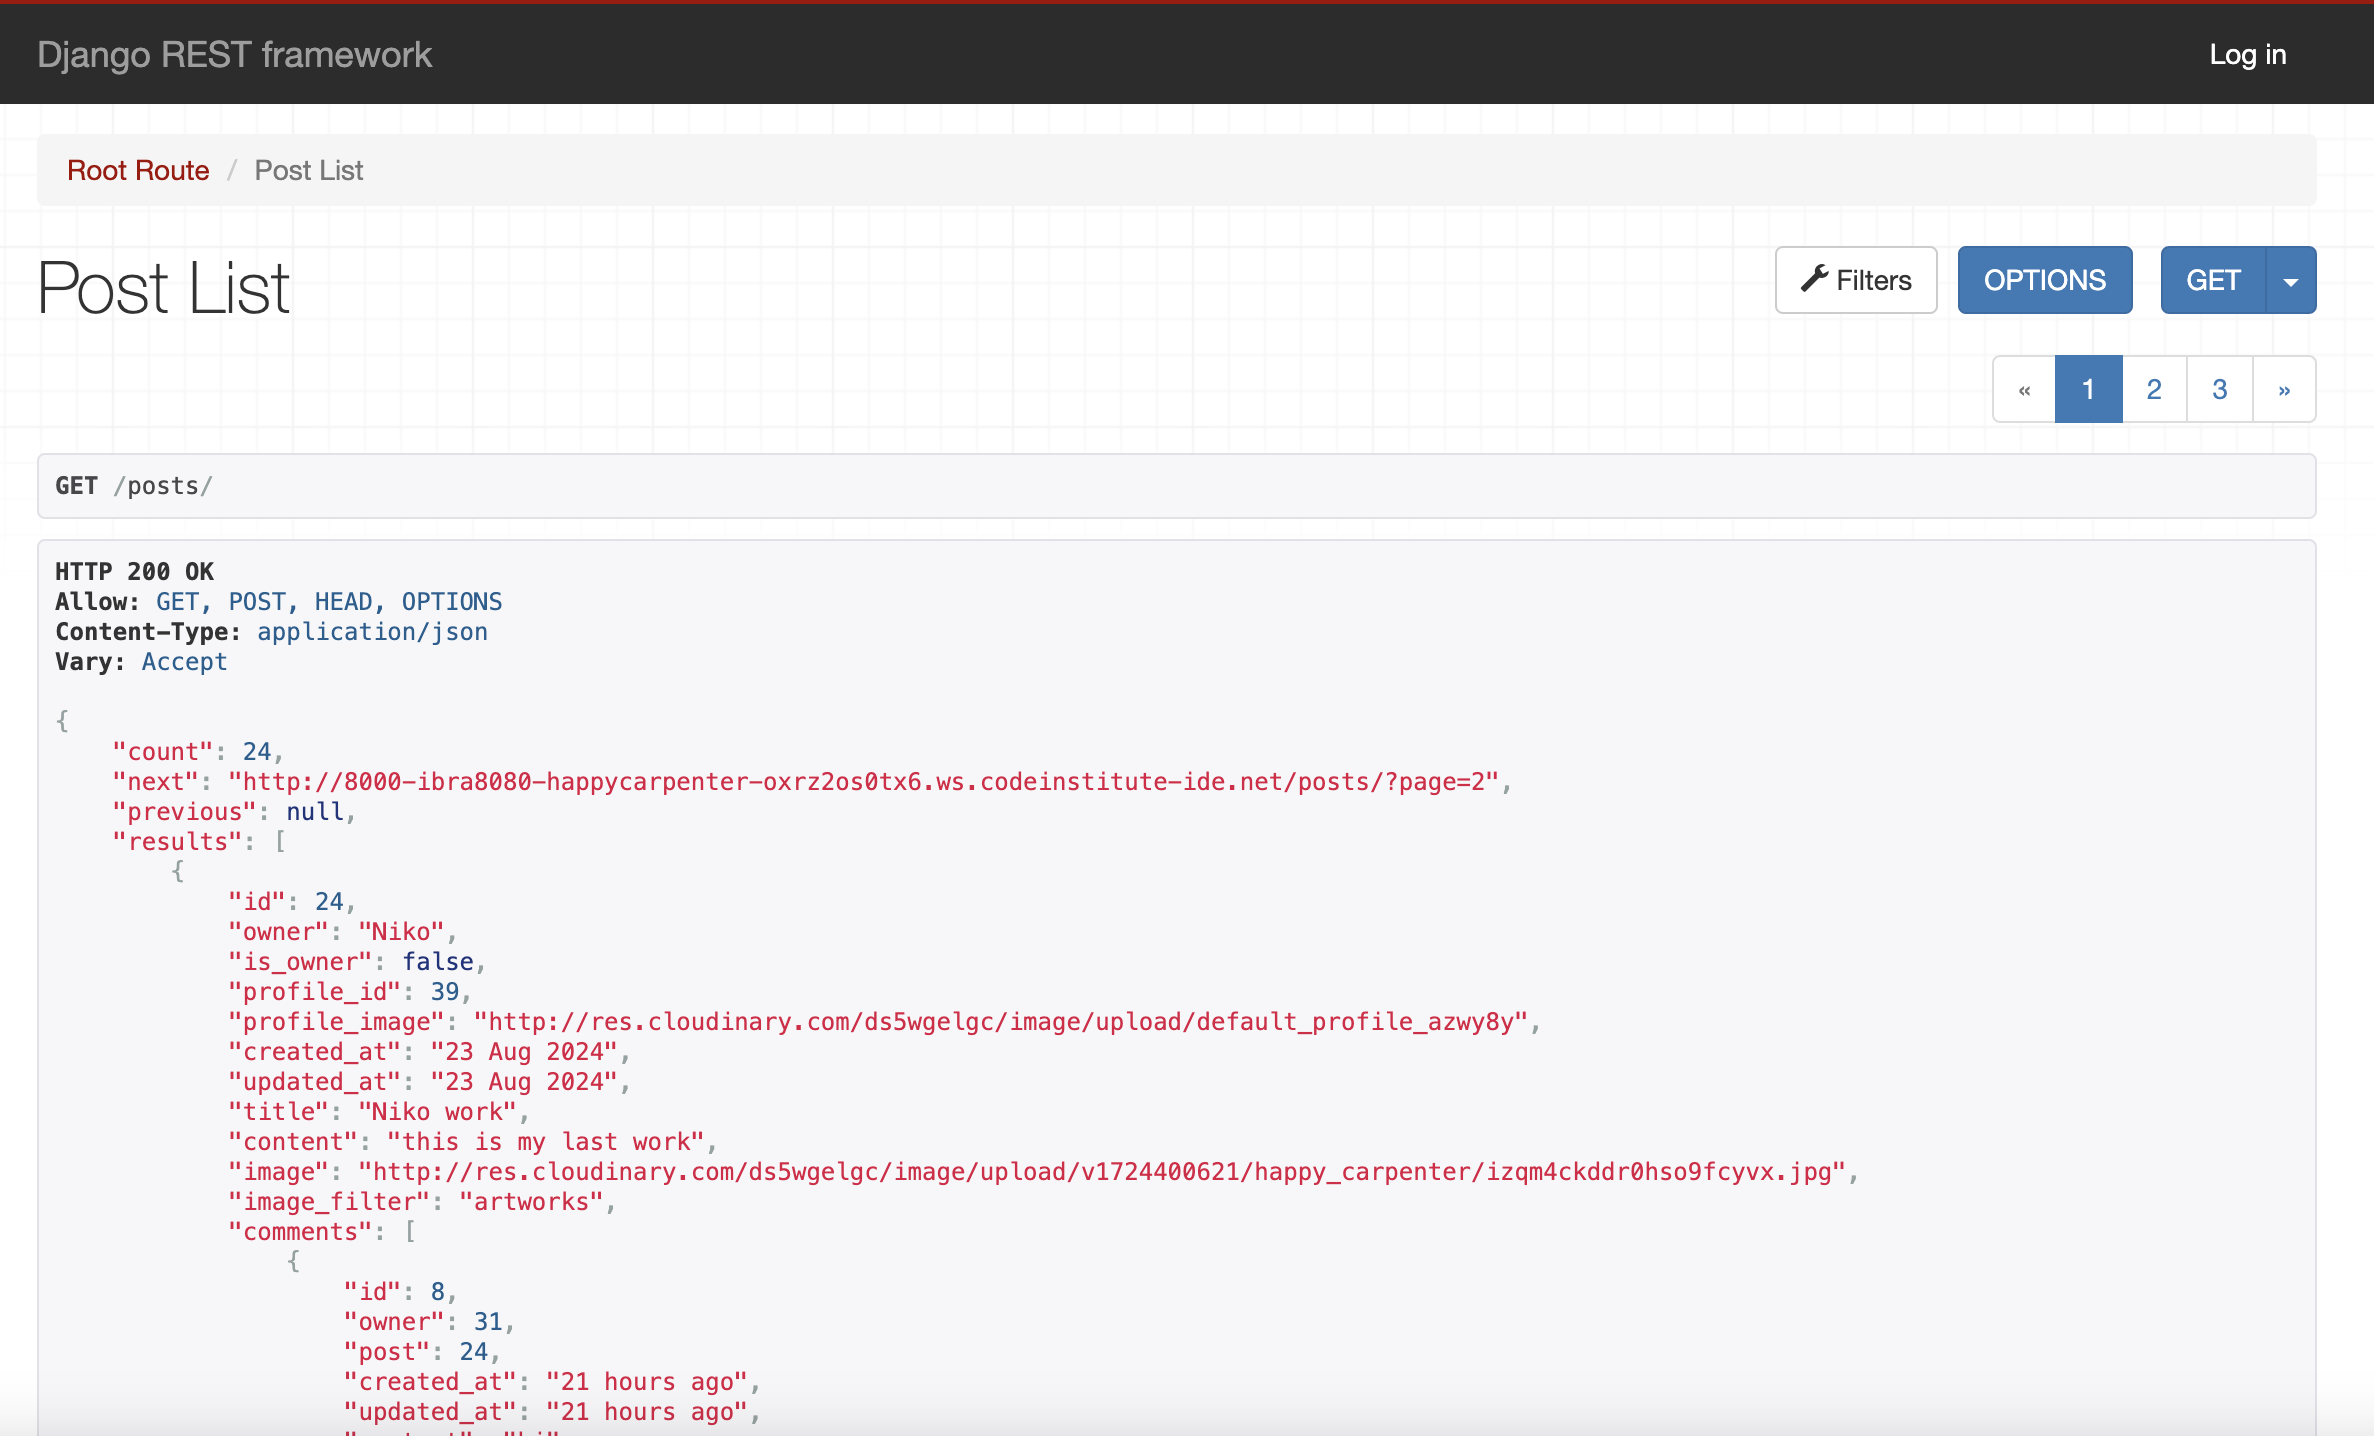 Django REST framework
Log in
Root Route / Post List
Post List
Filters
OPTIONS
GET
« 1 2 3 »
GET /posts/
HTTP 200 OK
Allow: GET, POST, HEAD, OPTIONS
Content-Type: application/json
Vary: Accept
{
    "count": 24,
    "next": "http://8000-ibra8080-happycarpenter-oxrz2os0tx6.ws.codeinstitute-ide.net/posts/?page=2",
    "previous": null,
    "results": [
        {
            "id": 24,
            "owner": "Niko",
            "is_owner": false,
            "profile_id": 39,
            "profile_image": "http://res.cloudinary.com/ds5wgelgc/image/upload/default_profile_azwy8y",
            "created_at": "23 Aug 2024",
            "updated_at": "23 Aug 2024",
            "title": "Niko work",
            "content": "this is my last work",
            "image": "http://res.cloudinary.com/ds5wgelgc/image/upload/v1724400621/happy_carpenter/izqm4ckddr0hso9fcyvx.jpg",
            "image_filter": "artworks",
            "comments": [
                {
                    "id": 8,
                    "owner": 31,
                    "post": 24,
                    "created_at": "21 hours ago",
                    "updated_at": "21 hours ago",